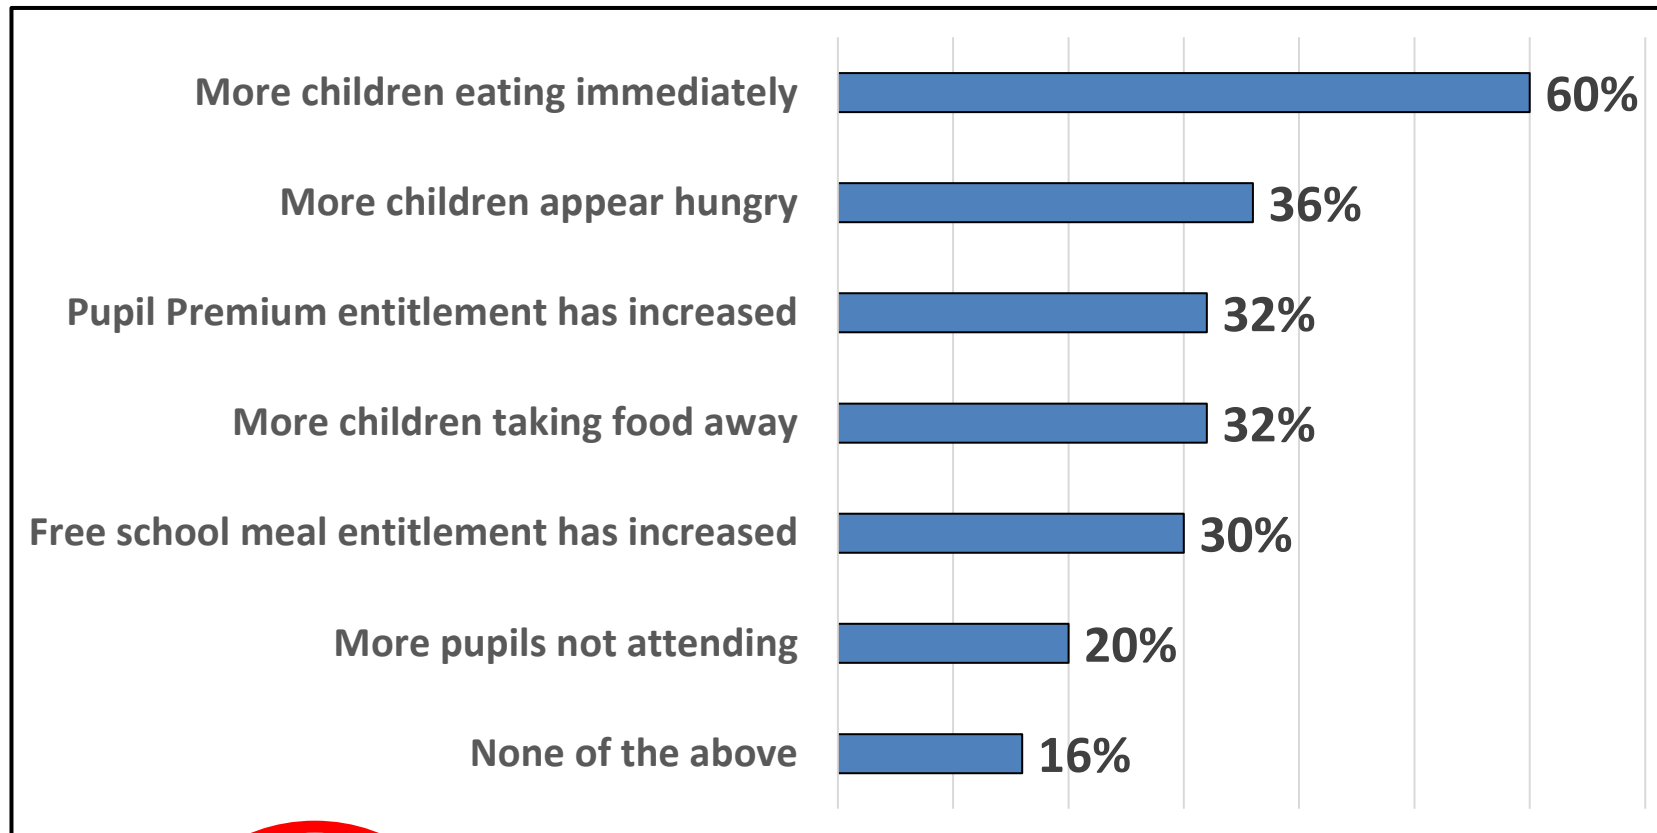 More children eating immediately 60%
More children appear hungry 36%
Pupil Premium entitlement has increased 32%
More children taking food away 32%
Free school meal entitlement has increased 30%
More pupils not attending 20%
None of the above 16%